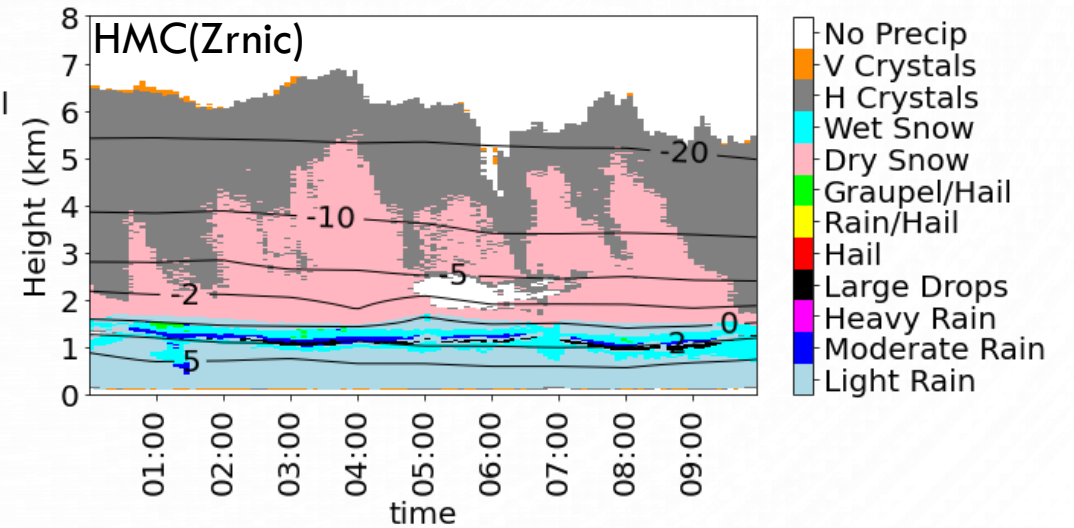 HMC(Zrnic)
l
Height (km)
8
7
6
5
4
3
2
1
0
-20
-10
-5
-2
0
2
5
01:00
02:00
03:00
04:00
05:00
06:00
07:00
08:00
09:00
time
No Precip
V Crystals
H Crystals
Wet Snow
Dry Snow
Graupel/Hail
Rain/Hail
Hail
Large Drops
Heavy Rain
Moderate Rain
Light Rain